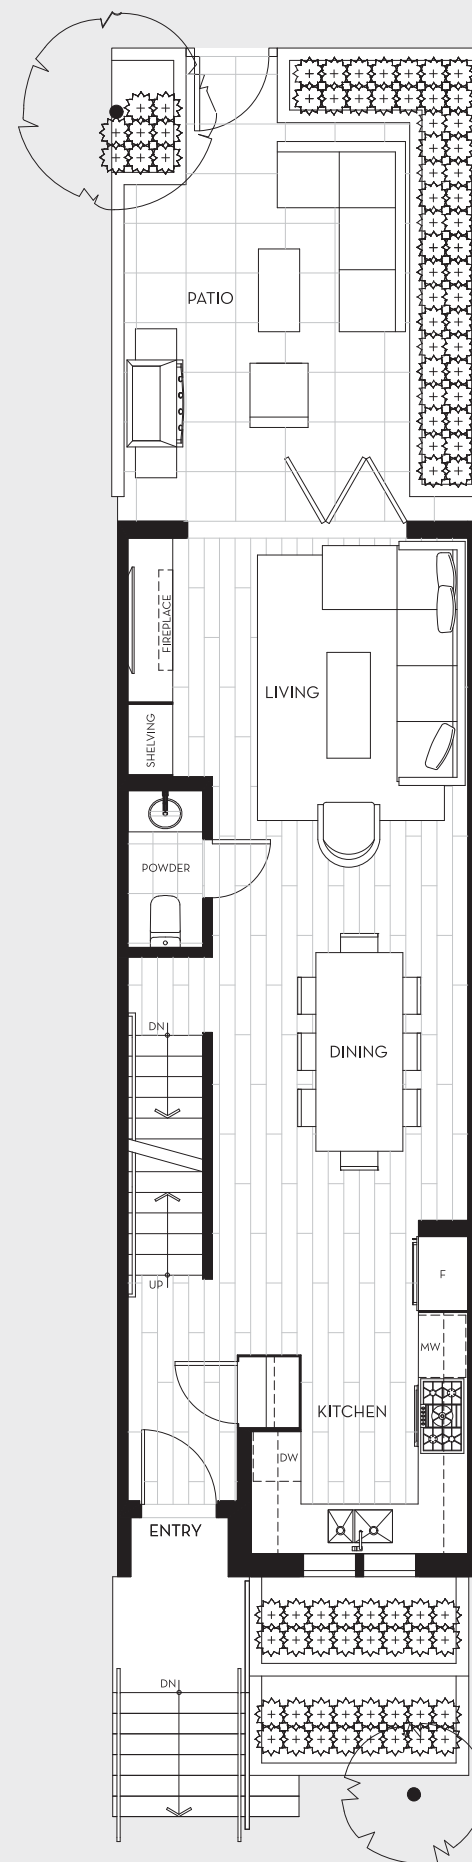 PATIO
FIREPLACE
LIVING
SHELVING
POWDER
DN
DINING
UP
F
MW
KITCHEN
DW
ENTRY
DN